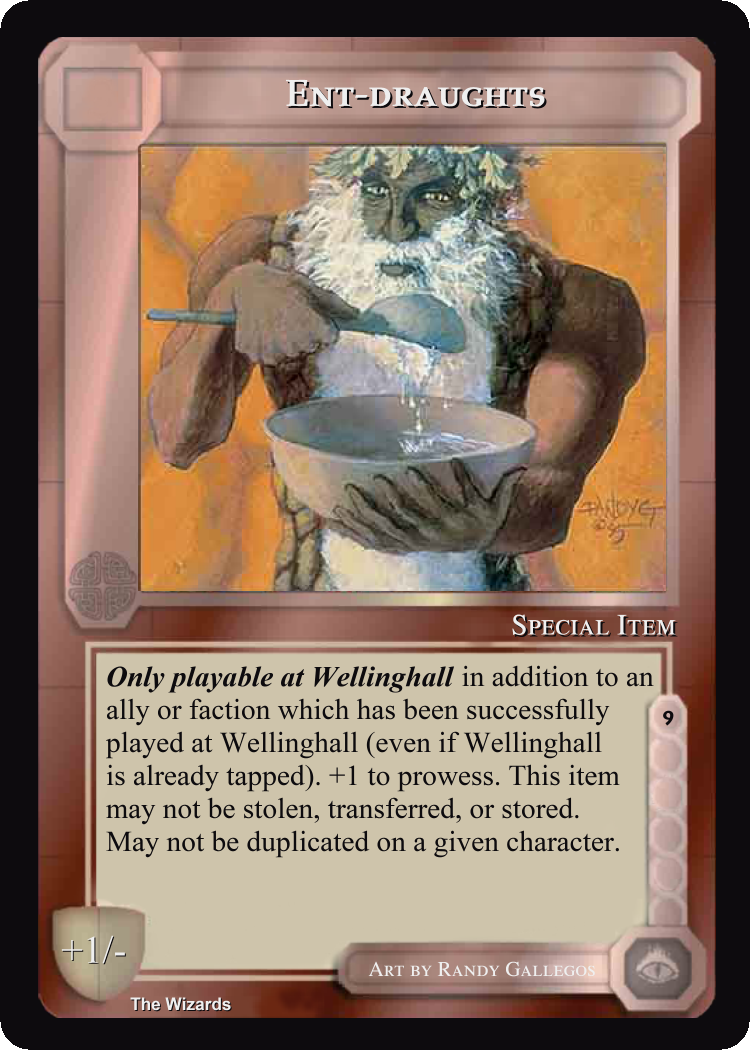 Ent-draughts
RANDY G
©95
Special Item
Only playable at Wellinghall in addition to an
ally or faction which has been successfully
played at Wellinghall (even if Wellinghall
is already tapped). +1 to prowess. This item
may not be stolen, transferred, or stored.
May not be duplicated on a given character.
9
+1/-
Art by Randy Gallegos
The Wizards